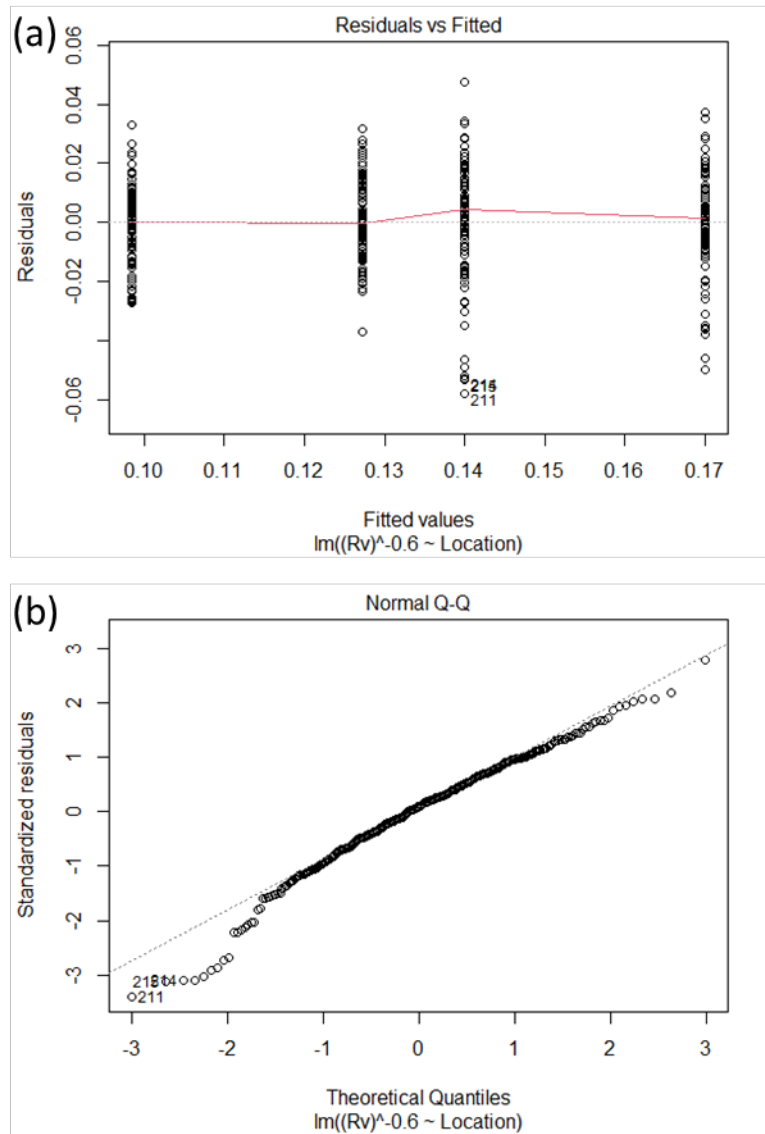 (a)
Residuals vs Fitted
Residuals
0.06
0.04
0.02
0.00
-0.02
-0.06
211
0.10 0.11 0.12 0.13 0.14 0.15 0.16 0.17
Fitted values
lm((Rv)^-0.6 ~ Location)
(b)
Normal Q-Q
Standardized residuals
3
2
1
0
-1
-2
-3
211
-3 -2 -1 0 1 2 3
Theoretical Quantiles
lm((Rv)^-0.6 ~ Location)